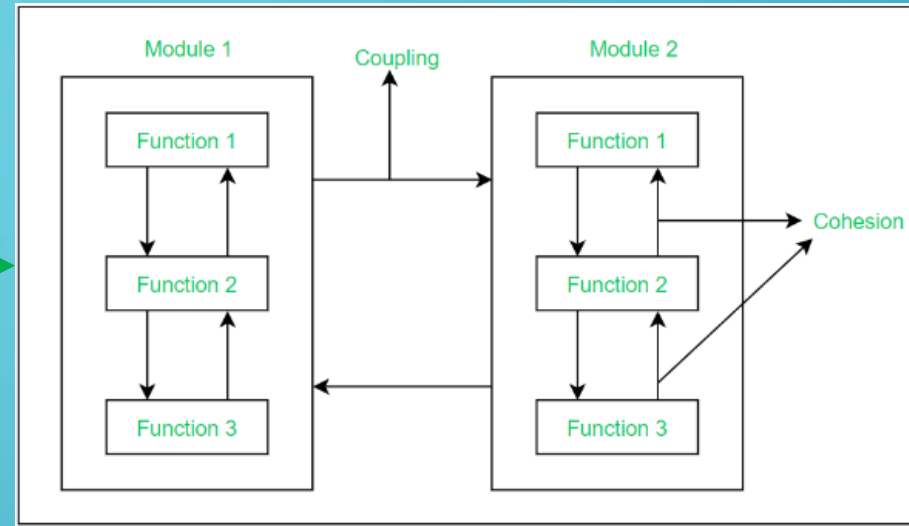 Module 1
Coupling
Module 2
Function 1
Function 1
Cohesion
Function 2
Function 2
Function 3
Function 3